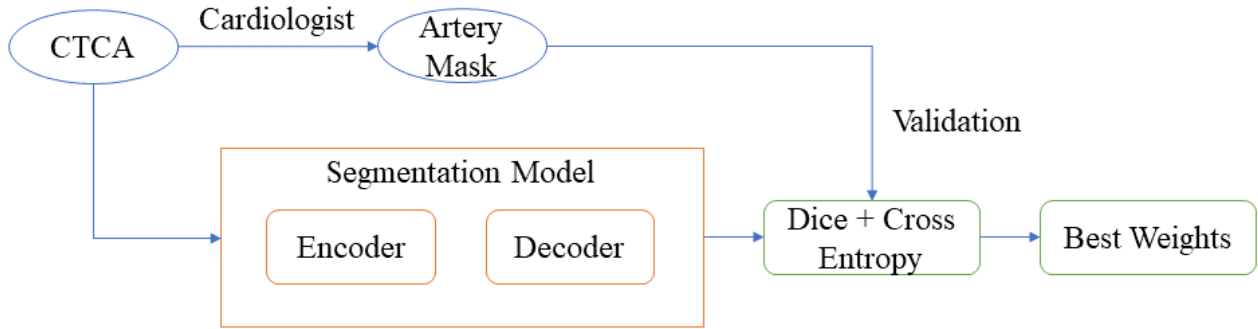 CTCA
Cardiologist
Artery
Mask
Validation
Segmentation Model
Encoder
Decoder
Dice + Cross
Entropy
Best Weights